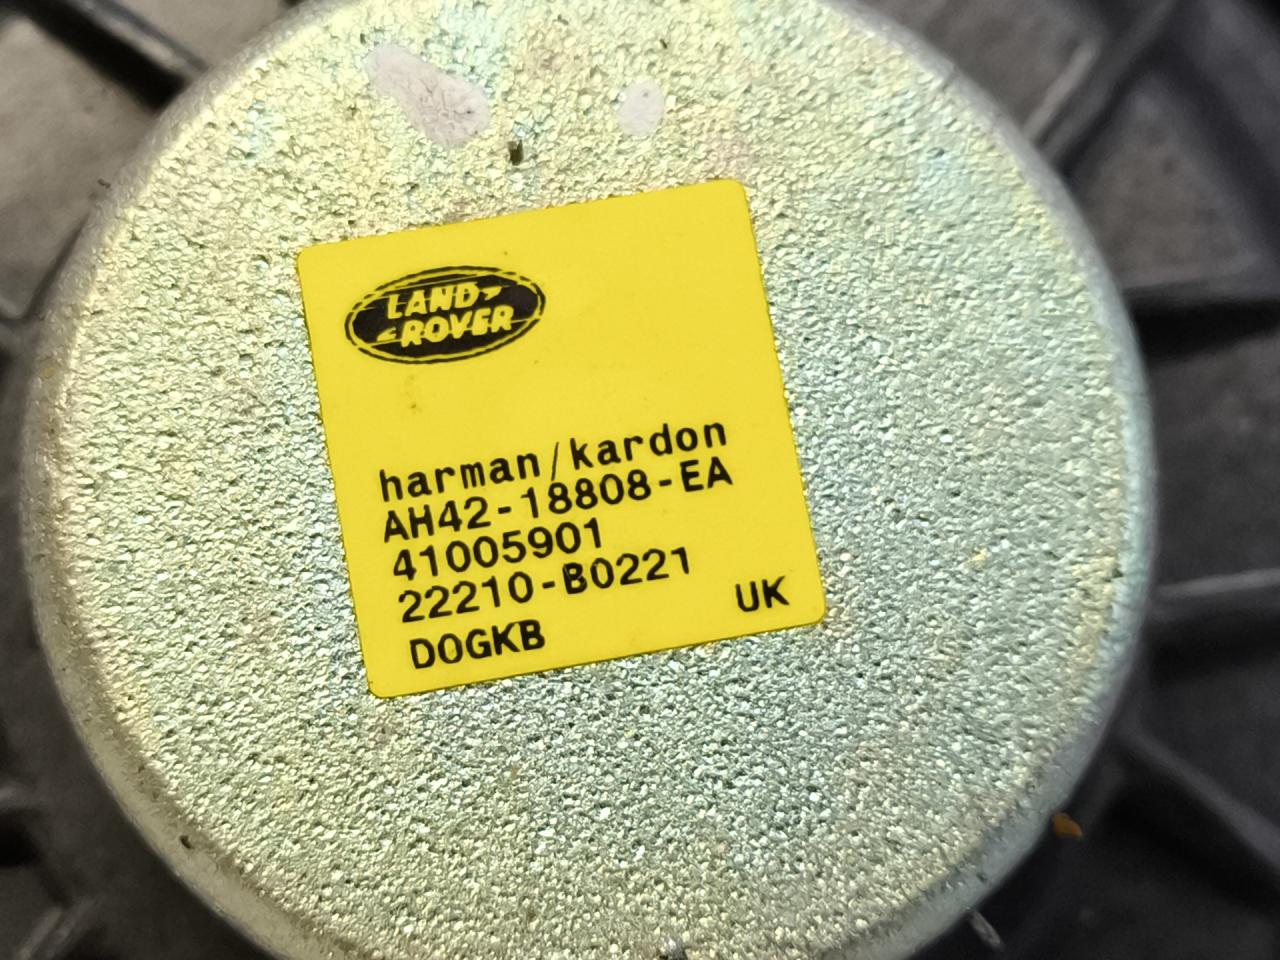 LAND-
-ROVER
harman/kardon
AH42-18808-EA
41005901
22210-B0221
D0GKB UK